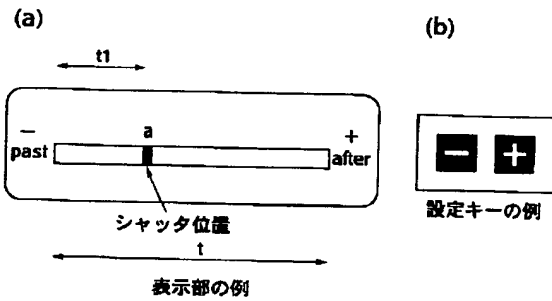 (a)
(b)
t1
− a +
past after
シャッタ位置
t
表示部の例
− +
設定キーの例